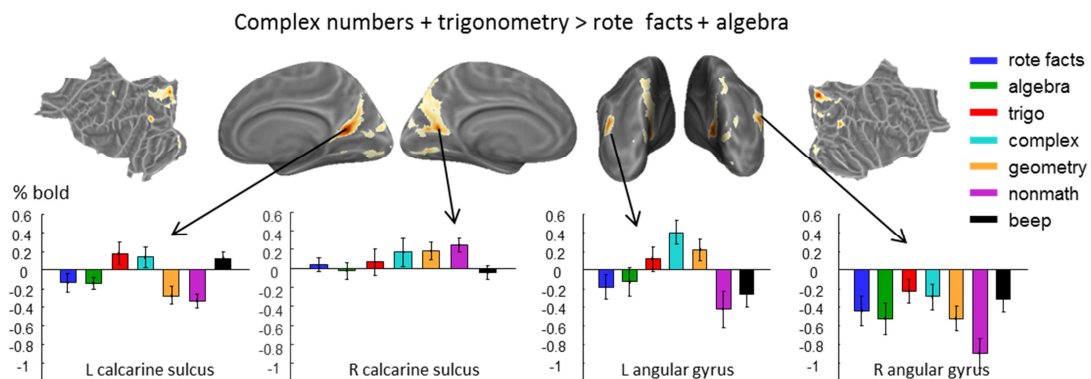 Complex numbers + trigonometry > rote facts + algebra
rote facts
algebra
trigo
complex
geometry
nonmath
beep
% bold
0.6
0.4
0.2
0
-0.2
-0.4
-0.6
-0.8
-1
L calcarine sulcus
0.6
0.4
0.2
0
-0.2
-0.4
-0.6
-0.8
-1
R calcarine sulcus
0.6
0.4
0.2
0
-0.2
-0.4
-0.6
-0.8
-1
L angular gyrus
0.6
0.4
0.2
0
-0.2
-0.4
-0.6
-0.8
-1
R angular gyrus